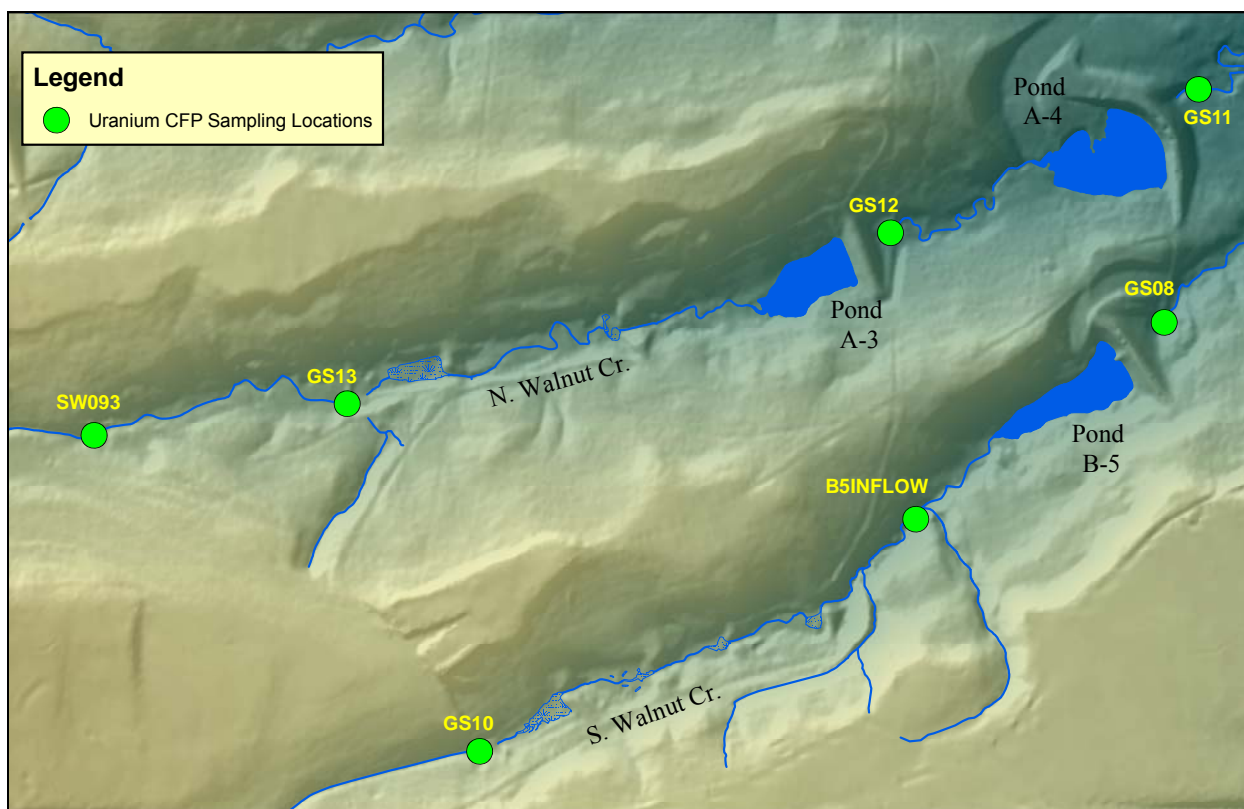 Legend
Uranium CFP Sampling Locations
Pond
A-4
GS11
GS12
GS08
Pond
A-3
GS13
N. Walnut Cr.
SW093
Pond
B-5
B5INFLOW
S. Walnut Cr.
GS10